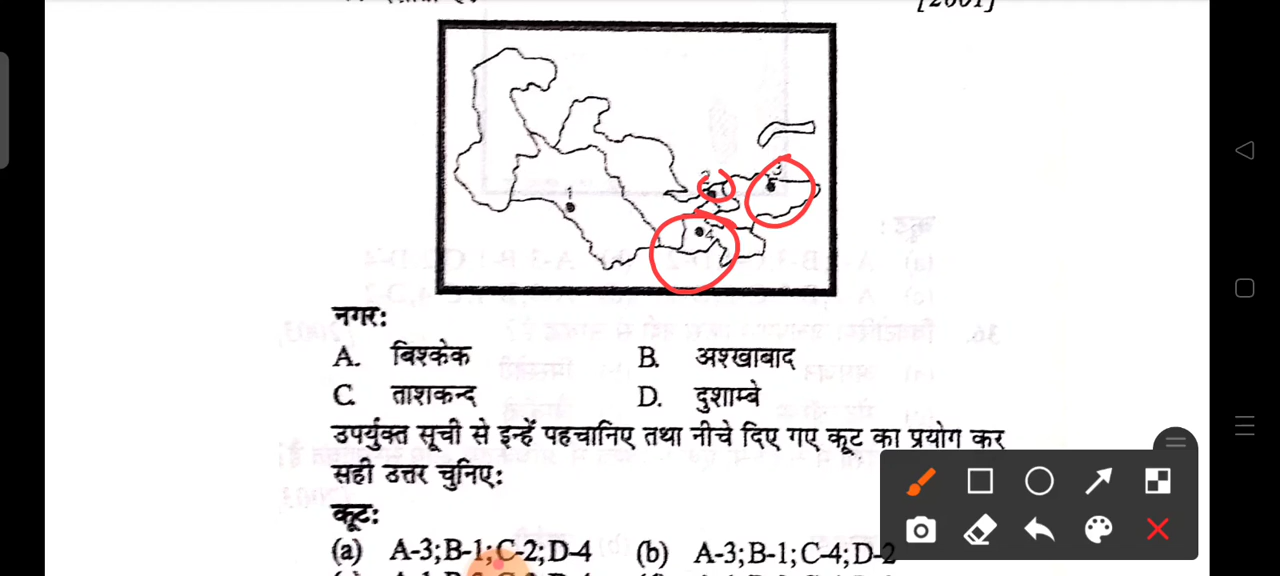 [2001]
1
2
3
4
नगर:
A. बिश्केक B. अश्खाबाद
C. ताशकन्द D. दुशाम्बे
उपर्युक्त सूची से इन्हें पहचानिए तथा नीचे दिए गए कूट का प्रयोग कर
सही उत्तर चुनिए:
कूट:
(a) A-3; B-1; C-2; D-4 (b) A-3; B-1; C-4; D-2